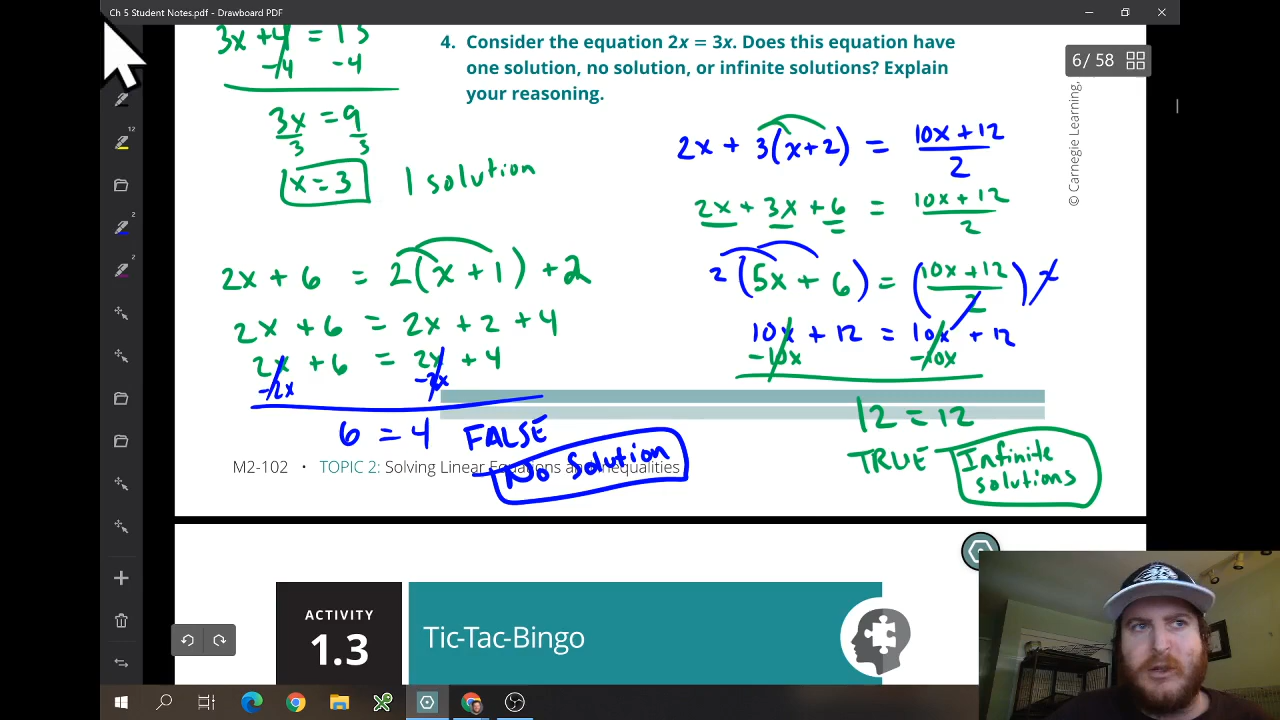 Ch 5 Student Notes.pdf - Drawboard PDF
3x + 4 = 13
-4 -4
3x = 9
3 3
x = 3 1 solution
4. Consider the equation 2x = 3x. Does this equation have
one solution, no solution, or infinite solutions? Explain
your reasoning.
6 / 58
© Carnegie Learning,
2x + 3(x+2) = 10x + 12
2
2x + 3x + 6 = 10x + 12
2
2(5x + 6) = (10x+12) 2
2
10x + 12 = 10x + 12
-10x -10x
12 = 12
TRUE Infinite
solutions
2x + 6 = 2(x + 1) + 2
2x + 6 = 2x + 2 + 4
2x + 6 = 2x + 4
-2x -2x
6 = 4 FALSE
No Solution
M2-102 • TOPIC 2: Solving Linear Equations and Inequalities
ACTIVITY
1.3
Tic-Tac-Bingo
12
2
2
2